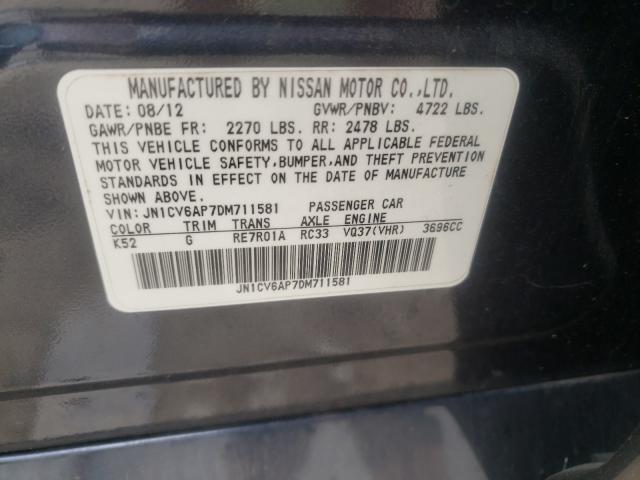 MANUFACTURED BY NISSAN MOTOR CO.,LTD.
DATE: 08/12 GVWR/PNBV: 4722 LBS.
GAWR/PNBE FR: 2270 LBS. RR: 2478 LBS.
THIS VEHICLE CONFORMS TO ALL APPLICABLE FEDERAL
MOTOR VEHICLE SAFETY,BUMPER,AND THEFT PREVENTION
STANDARDS IN EFFECT ON THE DATE OF MANUFACTURE
SHOWN ABOVE.
VIN: JN1CV6AP7DM711581 PASSENGER CAR
COLOR TRIM TRANS AXLE ENGINE
K52 G RE7R01A RC33 VQ37(VHR) 3696CC
JN1CV6AP7DM711581